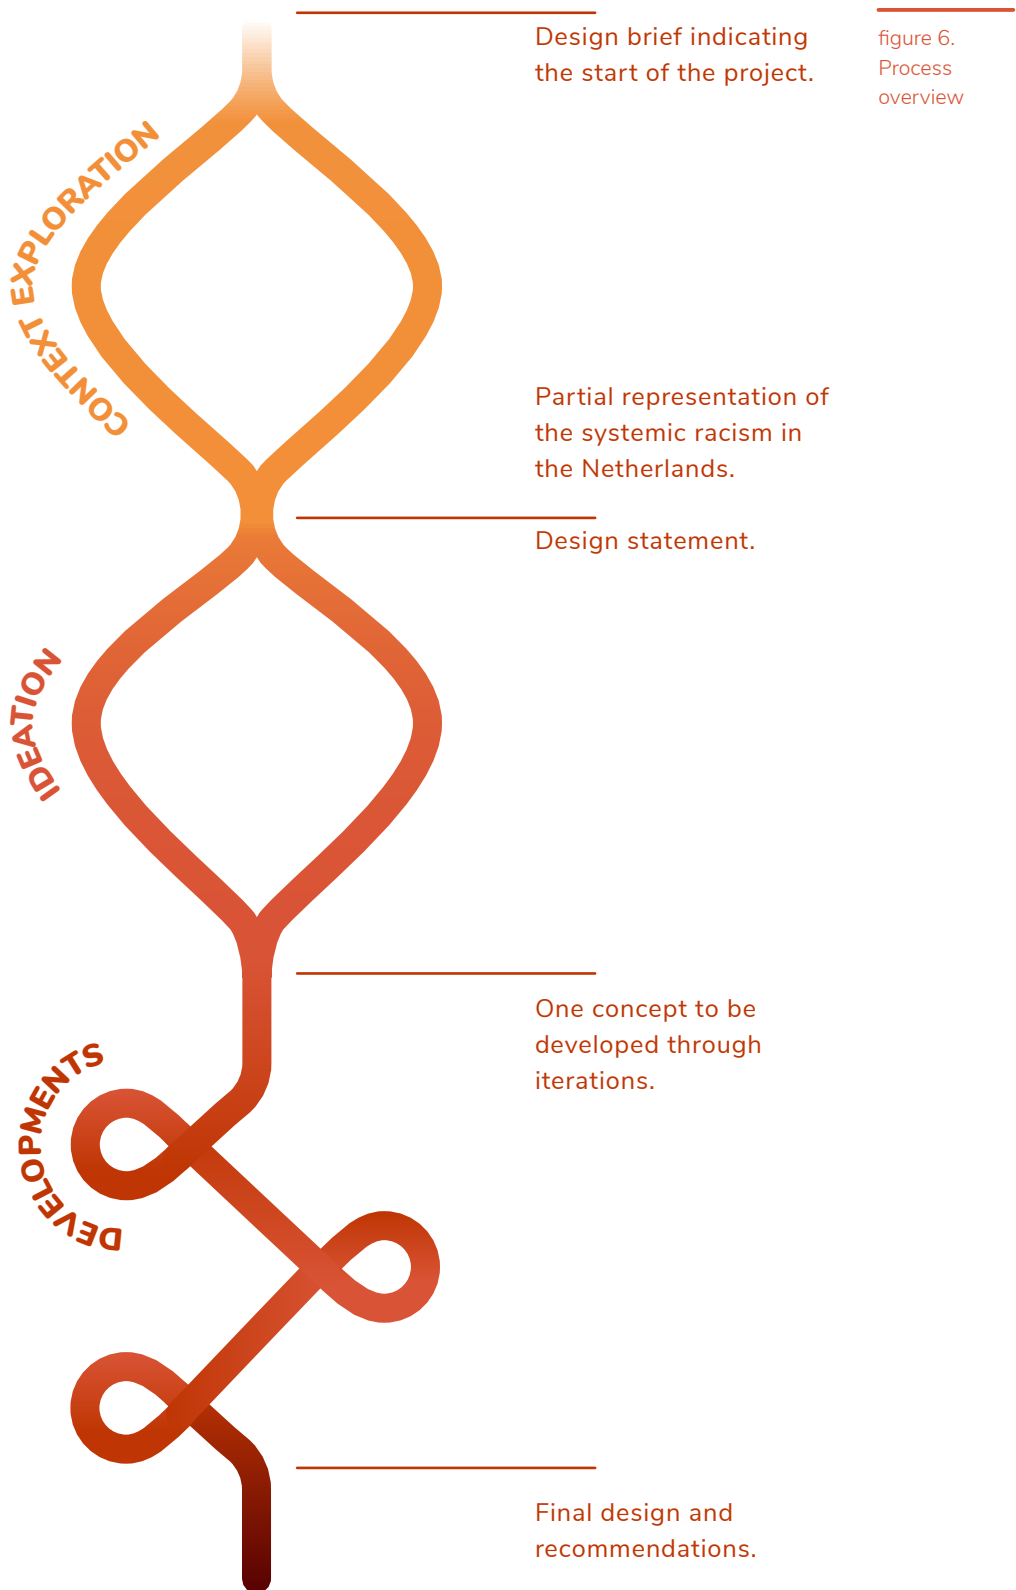 Design brief indicating
the start of the project.
figure 6.
Process
overview
CONTEXT EXPLORATION
Partial representation of
the systemic racism in
the Netherlands.
Design statement.
IDEATION
One concept to be
developed through
iterations.
DEVELOPMENTS
Final design and
recommendations.